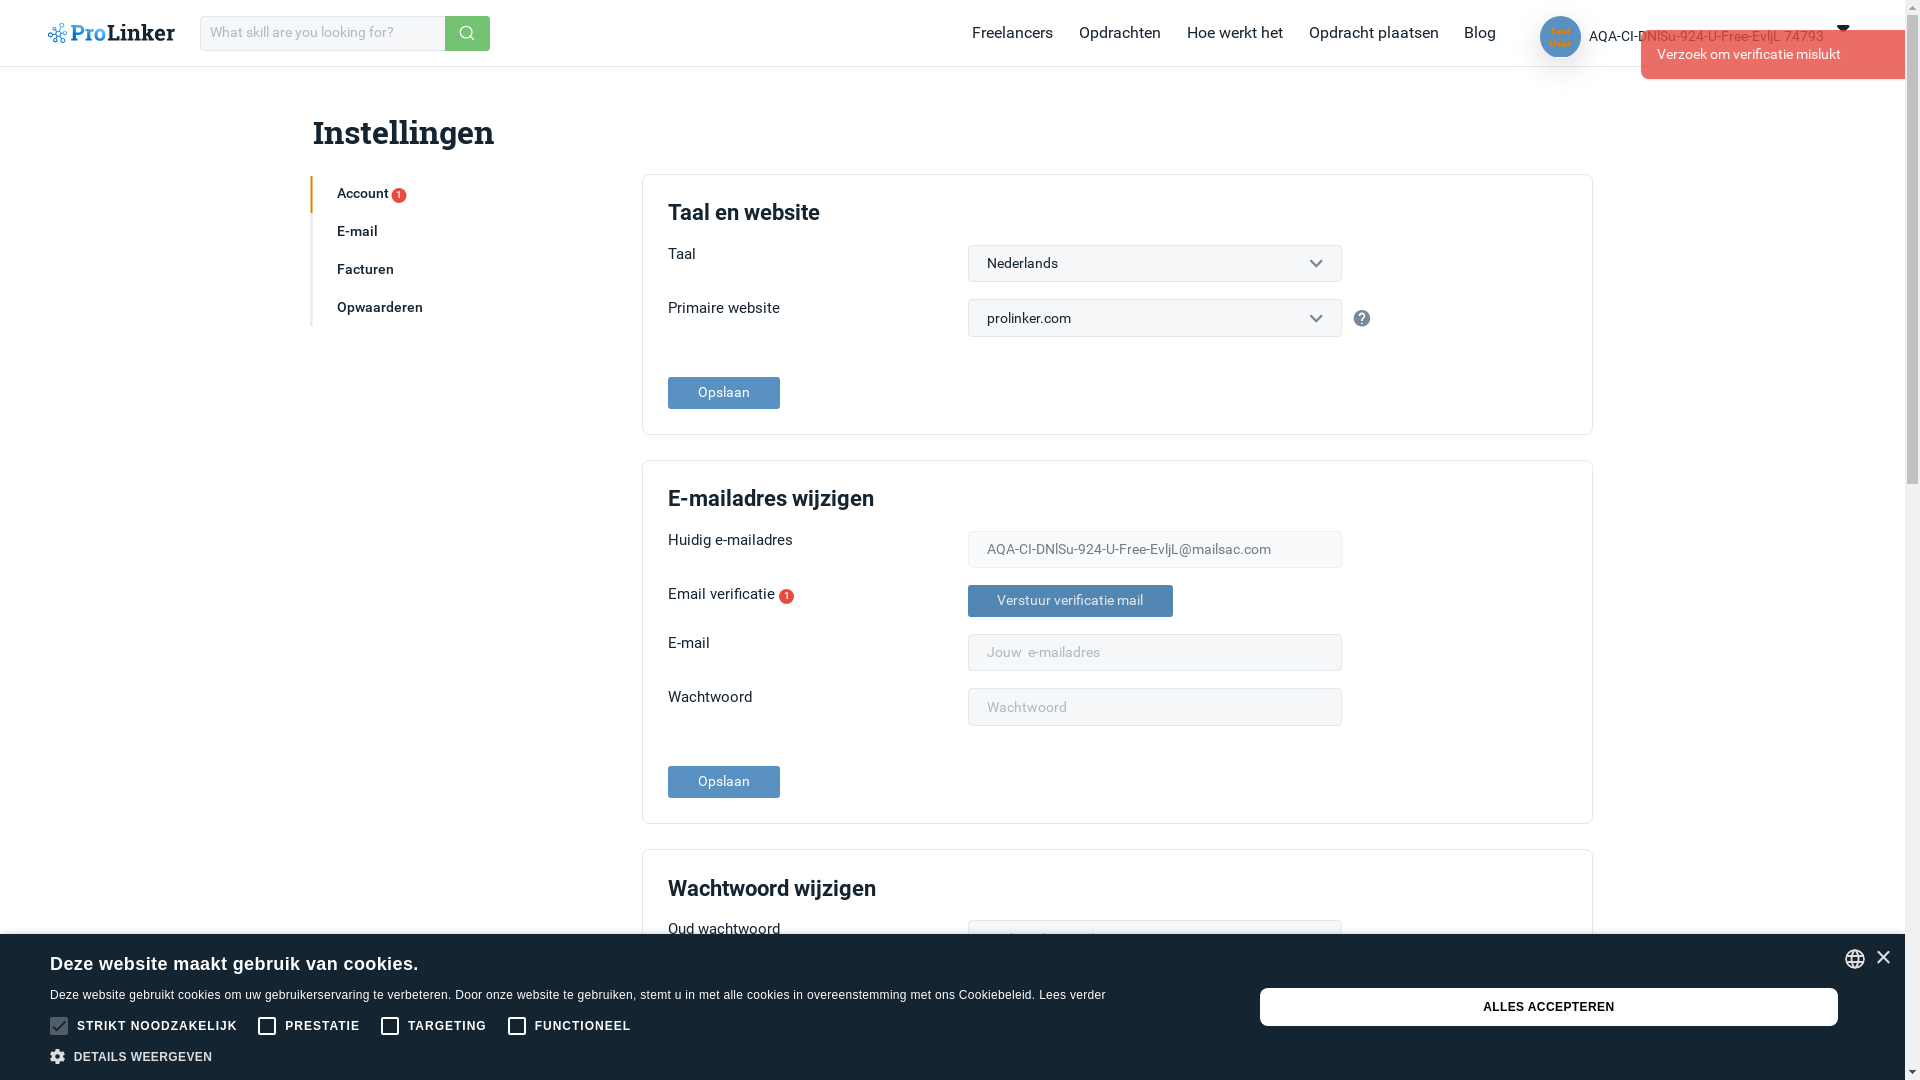 ProLinker
What skill are you looking for?
Freelancers
Opdrachten
Hoe werkt het
Opdracht plaatsen
Blog
Test
User
AQA-CI-DNlSu-924-U-Free-EvljL 74793
Verzoek om verificatie mislukt
Instellingen
Account 1
E-mail
Facturen
Opwaarderen
Taal en website
Taal
Nederlands
Primaire website
prolinker.com
Opslaan
E-mailadres wijzigen
Huidig e-mailadres
AQA-CI-DNlSu-924-U-Free-EvljL@mailsac.com
Email verificatie 1
Verstuur verificatie mail
E-mail
Jouw e-mailadres
Wachtwoord
Wachtwoord
Opslaan
Wachtwoord wijzigen
Oud wachtwoord
Deze website maakt gebruik van cookies.
Deze website gebruikt cookies om uw gebruikerservaring te verbeteren. Door onze website te gebruiken, stemt u in met alle cookies in overeenstemming met ons Cookiebeleid. Lees verder
STRIKT NOODZAKELIJK
PRESTATIE
TARGETING
FUNCTIONEEL
DETAILS WEERGEVEN
ALLES ACCEPTEREN